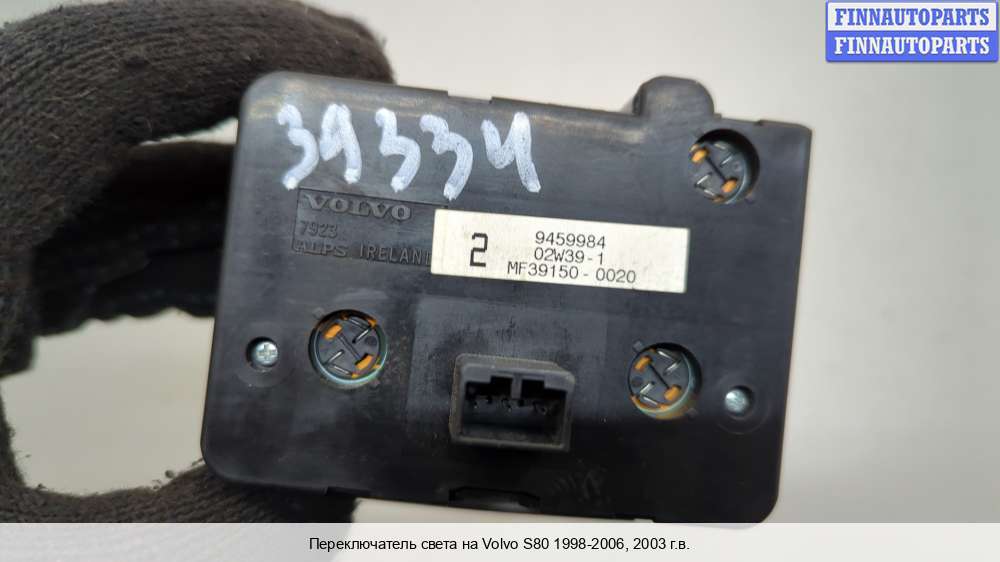 FINNAUTOPARTS
FINNAUTOPARTS
39334
VOLVO
7923
ALPS IRELAND
2
9459984
02W39-1
MF39150-0020
Переключатель света на Volvo S80 1998-2006, 2003 г.в.